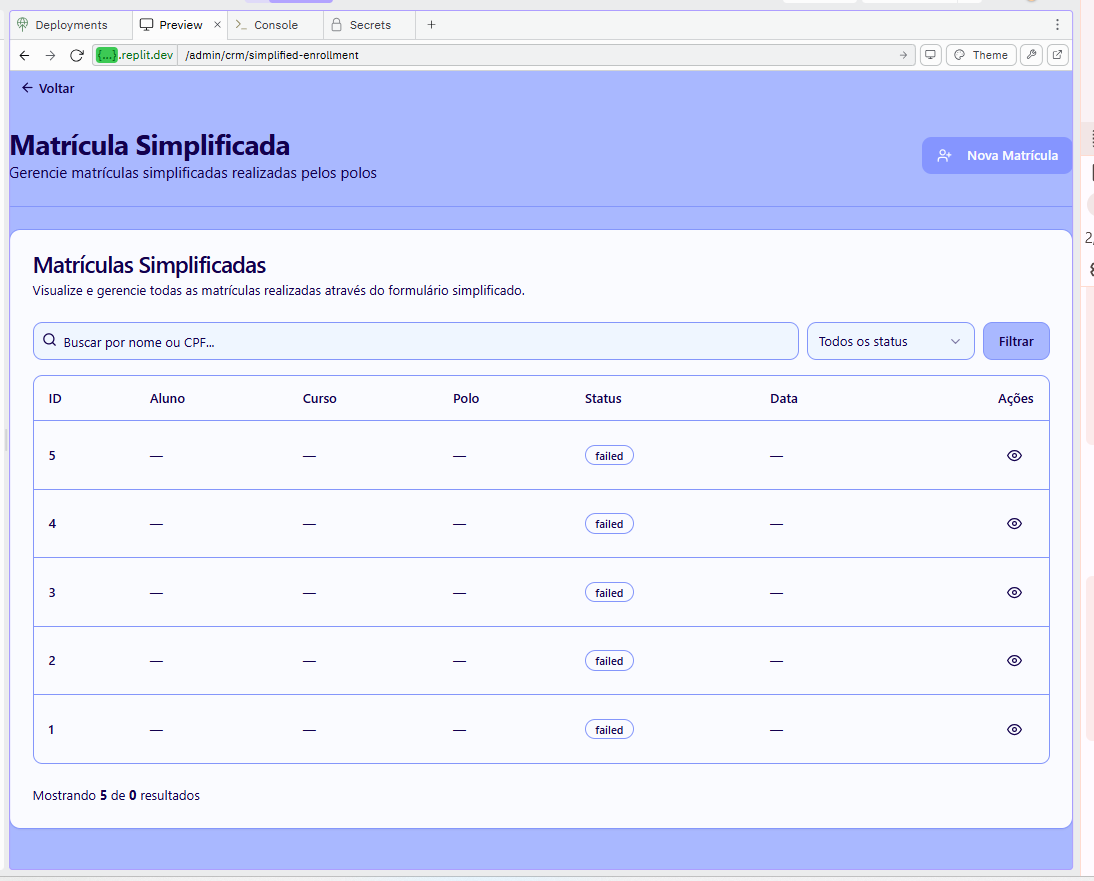 Deployments Preview × Console Secrets +
{...}.replit.dev /admin/crm/simplified-enrollment → Theme
← Voltar
Matrícula Simplificada
Gerencie matrículas simplificadas realizadas pelos polos
Nova Matrícula
Matrículas Simplificadas
Visualize e gerencie todas as matrículas realizadas através do formulário simplificado.
Buscar por nome ou CPF... Todos os status Filtrar
ID Aluno Curso Polo Status Data Ações
5 — — — failed —
4 — — — failed —
3 — — — failed —
2 — — — failed —
1 — — — failed —
Mostrando 5 de 0 resultados